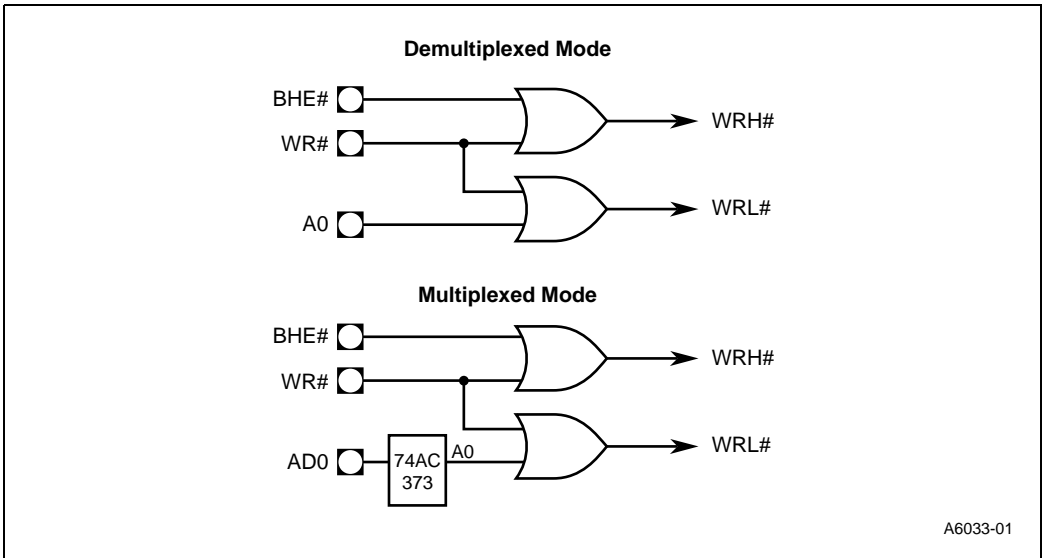 Demultiplexed Mode
BHE#
WRH#
WR#
WRL#
A0
Multiplexed Mode
BHE#
WRH#
WR#
WRL#
AD0
74AC
373
A0
A6033-01